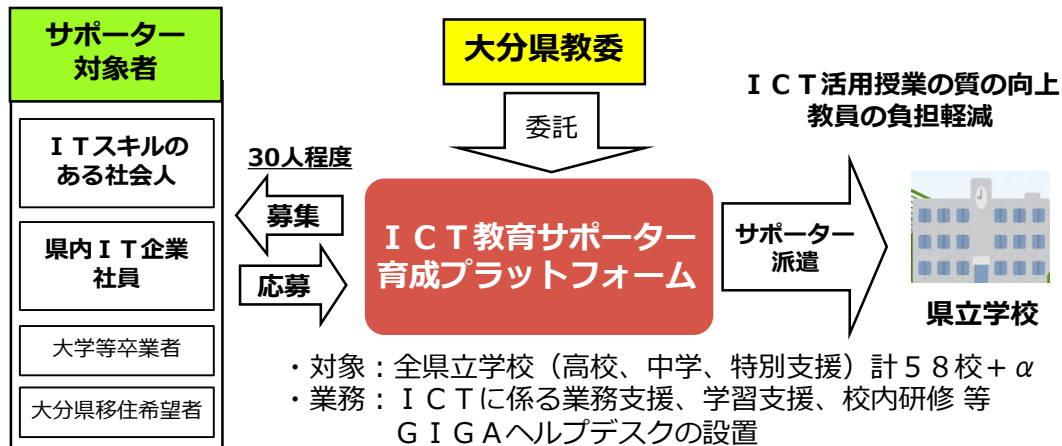 サポーター
対象者
ＩＴスキルの
ある社会人
県内ＩＴ企業
社員
大学等卒業者
大分県移住希望者
30人程度
募集
応募
大分県教委
委託
ＩＣＴ教育サポーター
育成プラットフォーム
ＩＣＴ活用授業の質の向上
教員の負担軽減
サポーター
派遣
県立学校
・対象：全県立学校（高校、中学、特別支援）計５８校+α
・業務：ＩＣＴに係る業務支援、学習支援、校内研修 等
ＧＩＧＡヘルプデスクの設置